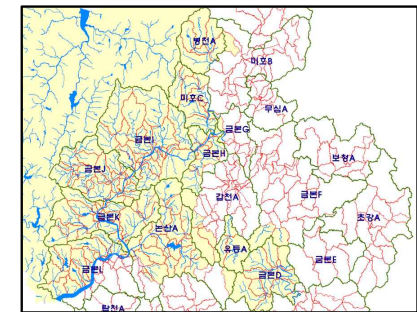 병천A
미호B
미호C
무심A
금본G
금본I
금본H
보청A
금본J
갑천A
금본F
금본K
초강A
논산A
유등A
금본E
금본L
금본D
탑천A